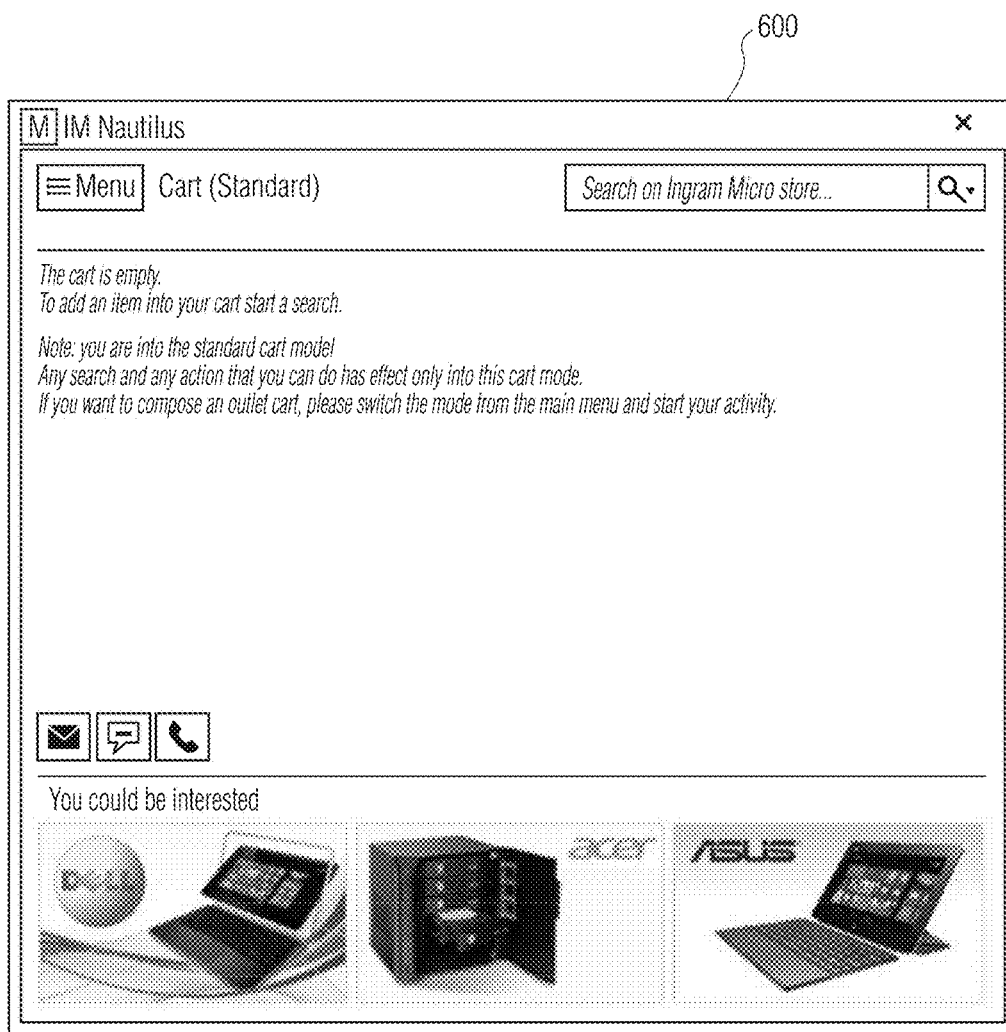 600
M IM Nautilus ×
Menu Cart (Standard) Search on Ingram Micro store...
The cart is empty.
To add an item into your cart start a search.
Note: you are into the standard cart model
Any search and any action that you can do has effect only into this cart mode.
If you want to compose an outlet cart, please switch the mode from the main menu and start your activity.
You could be interested
DELL acer ASUS